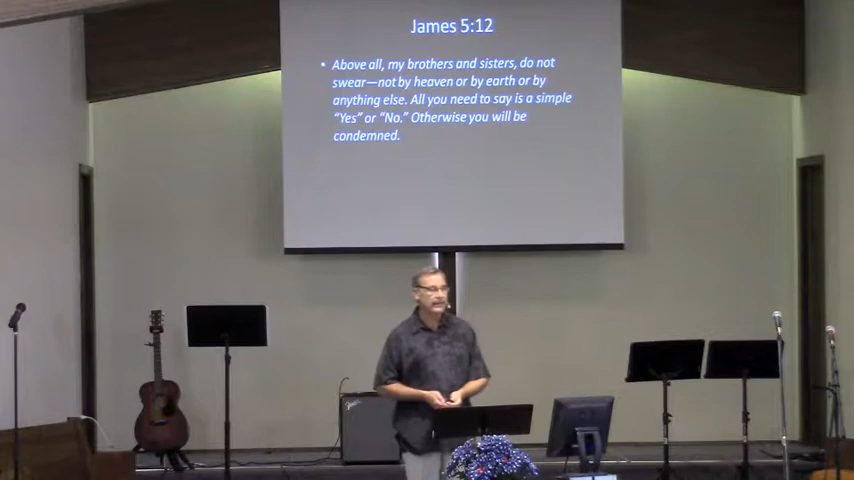 James 5:12
• Above all, my brothers and sisters, do not
swear—not by heaven or by earth or by
anything else. All you need to say is a simple
"Yes" or "No." Otherwise you will be
condemned.